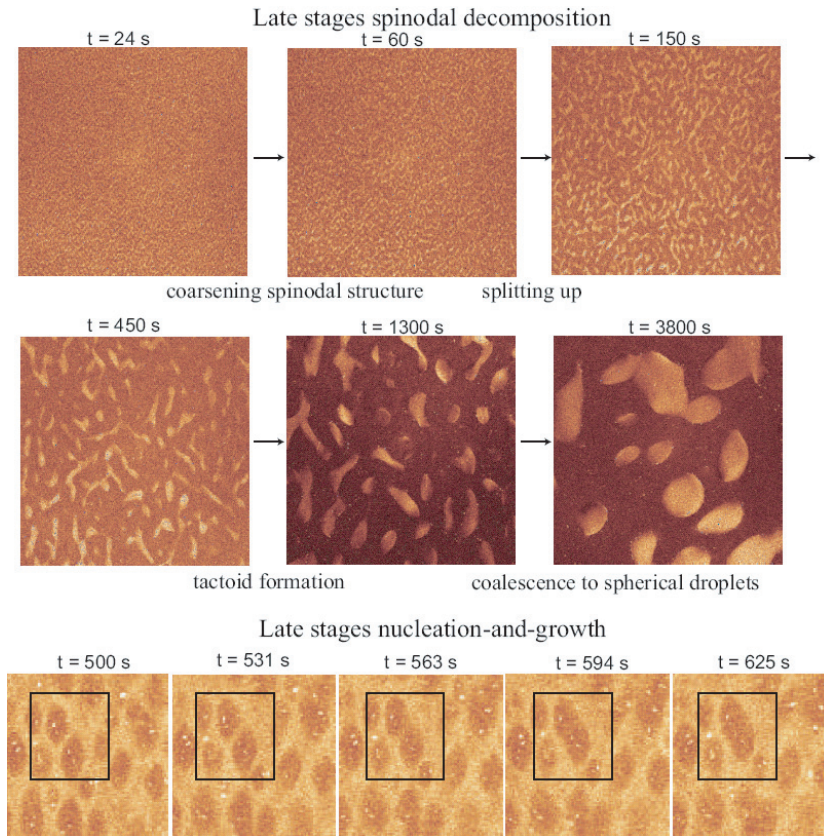 Late stages spinodal decomposition
t = 24 s
t = 60 s
t = 150 s
coarsening spinodal structure
splitting up
t = 450 s
t = 1300 s
t = 3800 s
tactoid formation
coalescence to spherical droplets
Late stages nucleation-and-growth
t = 500 s
t = 531 s
t = 563 s
t = 594 s
t = 625 s